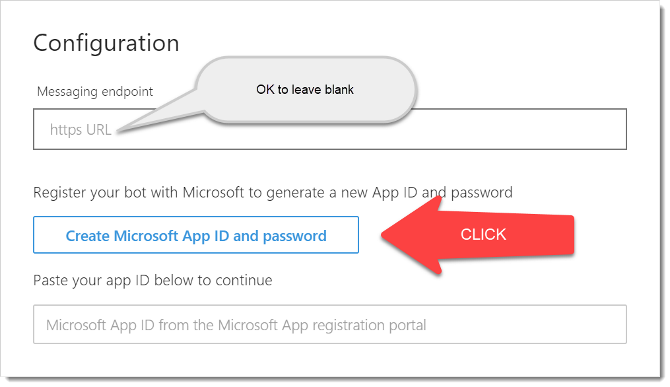 Configuration
Messaging endpoint
OK to leave blank
https URL
Register your bot with Microsoft to generate a new App ID and password
Create Microsoft App ID and password
CLICK
Paste your app ID below to continue
Microsoft App ID from the Microsoft App registration portal